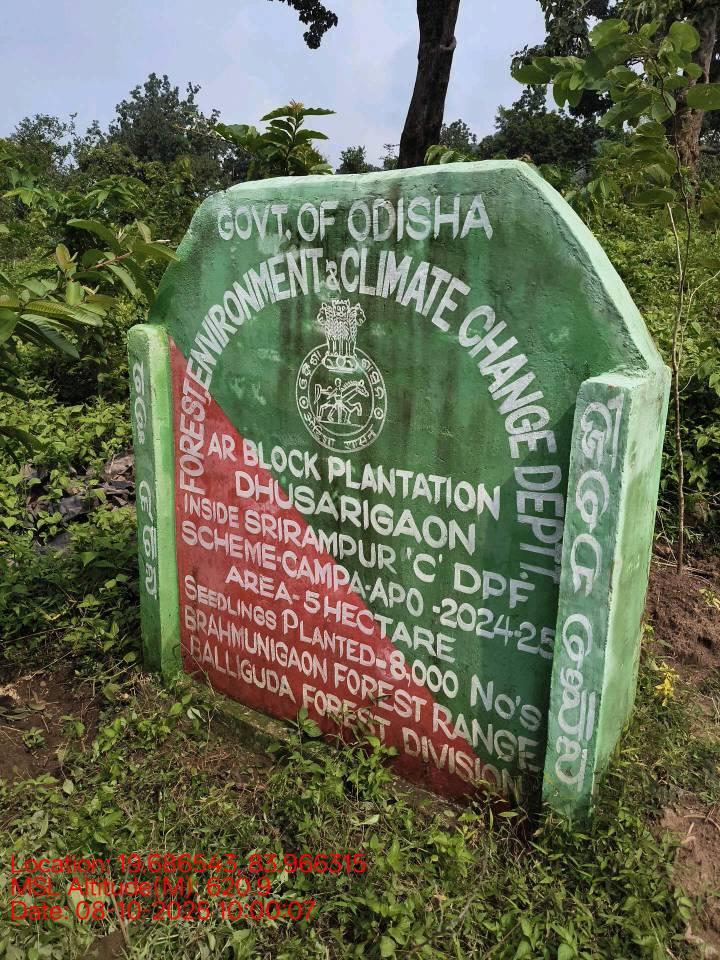 GOVT. OF ODISHA
FOREST, ENVIRONMENT & CLIMATE CHANGE DEPTT.
AR BLOCK PLANTATION
DHUSARIGAON
INSIDE SRIRAMPUR 'C' DPF.
SCHEME-CAMPA-APO-2024-25
AREA-5 HECTARE
SEEDLINGS PLANTED-8,000 No's
BRAHMUNIGAON FOREST RANGE
BALLIGUDA FOREST DIVISION
Location: 19.686543, 83.966315
MSL Altitude(M): 620.9
Date: 08-10-2025 10:00:07